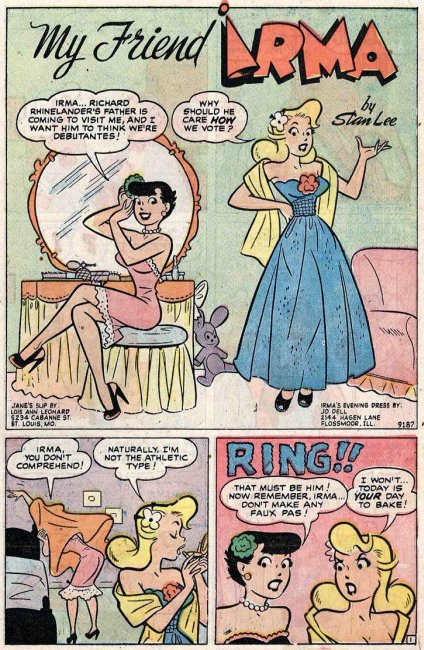 My Friend IRMA
by
Stan Lee
IRMA... RICHARD
RHINELANDER'S FATHER IS
COMING TO VISIT ME, AND I
WANT HIM TO THINK WE'RE
DEBUTANTES!
WHY
SHOULD HE
CARE HOW
WE VOTE?
JANE'S SLIP BY:
LOIS ANN LEOHARD
5234 CABANNE ST.
ST. LOUIS, MO.
IRMA'S EVENING DRESS BY:
JO DELL
2144 HAGEN LANE
FLOSSMOOR, ILL.
9187
IRMA,
YOU DON'T
COMPREHEND!
NATURALLY, I'M
NOT THE ATHLETIC
TYPE!
RING!!
THAT MUST BE HIM!
NOW REMEMBER, IRMA...
DON'T MAKE ANY
FAUX PAS!
I WON'T...
TODAY IS
YOUR DAY
TO BAKE!
1